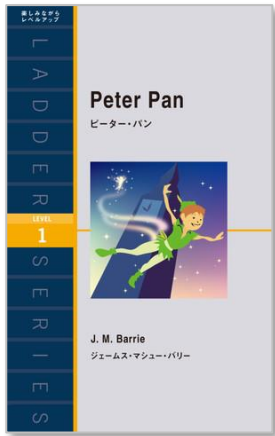 楽しみながら
レベルアップ
LADDER SERIES
LEVEL
1
Peter Pan
ピーター・パン
J. M. Barrie
ジェームス・マシュー・バリー